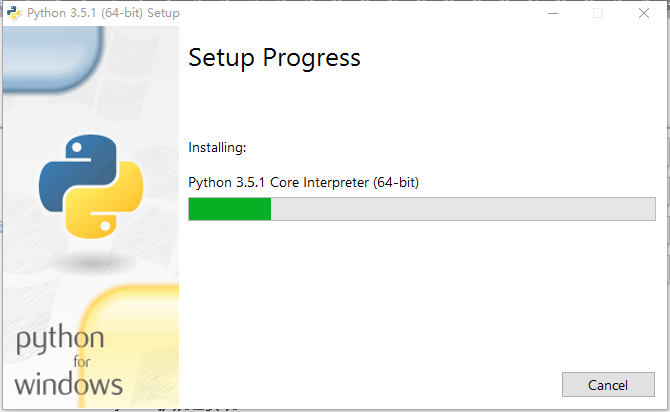 Python 3.5.1 (64-bit) Setup
Setup Progress
Installing:
Python 3.5.1 Core Interpreter (64-bit)
python
for
windows
Cancel